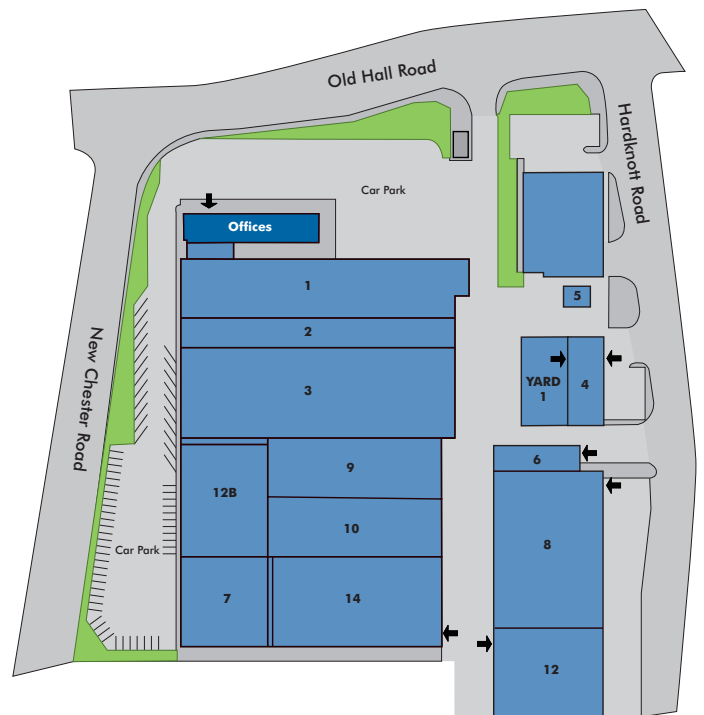 Old Hall Road
Hardknott Road
Car Park
Offices
1
5
2
New Chester Road
3
YARD
1
4
6
9
12B
10
8
Car Park
7
14
12